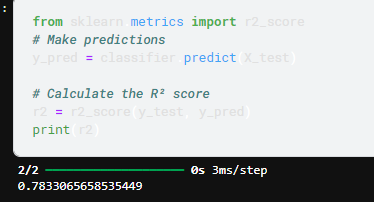 :
from sklearn.metrics import r2_score
# Make predictions
y_pred = classifier.predict(X_test)
# Calculate the R² score
r2 = r2_score(y_test, y_pred)
print(r2)
2/2 ━━━━━━━━━━━━━━━━━━━━ 0s 3ms/step
0.7833065658535449